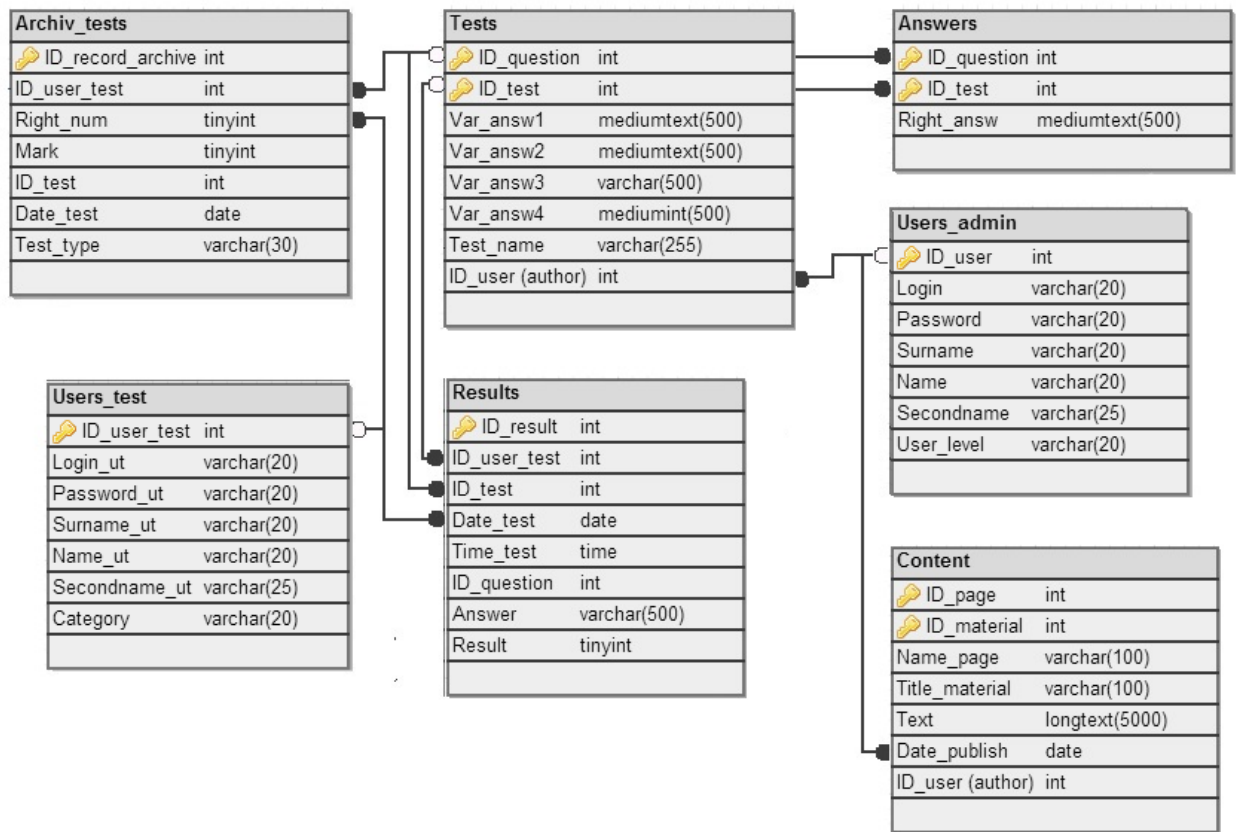 Archiv_tests
ID_record_archive int
ID_user_test int
Right_num tinyint
Mark tinyint
ID_test int
Date_test date
Test_type varchar(30)
Tests
ID_question int
ID_test int
Var_answ1 mediumtext(500)
Var_answ2 mediumtext(500)
Var_answ3 varchar(500)
Var_answ4 mediumint(500)
Test_name varchar(255)
ID_user (author) int
Answers
ID_question int
ID_test int
Right_answ mediumtext(500)
Users_admin
ID_user int
Login varchar(20)
Password varchar(20)
Surname varchar(20)
Name varchar(20)
Secondname varchar(25)
User_level varchar(20)
Users_test
ID_user_test int
Login_ut varchar(20)
Password_ut varchar(20)
Surname_ut varchar(20)
Name_ut varchar(20)
Secondname_ut varchar(25)
Category varchar(20)
Results
ID_result int
ID_user_test int
ID_test int
Date_test date
Time_test time
ID_question int
Answer varchar(500)
Result tinyint
Content
ID_page int
ID_material int
Name_page varchar(100)
Title_material varchar(100)
Text longtext(5000)
Date_publish date
ID_user (author) int